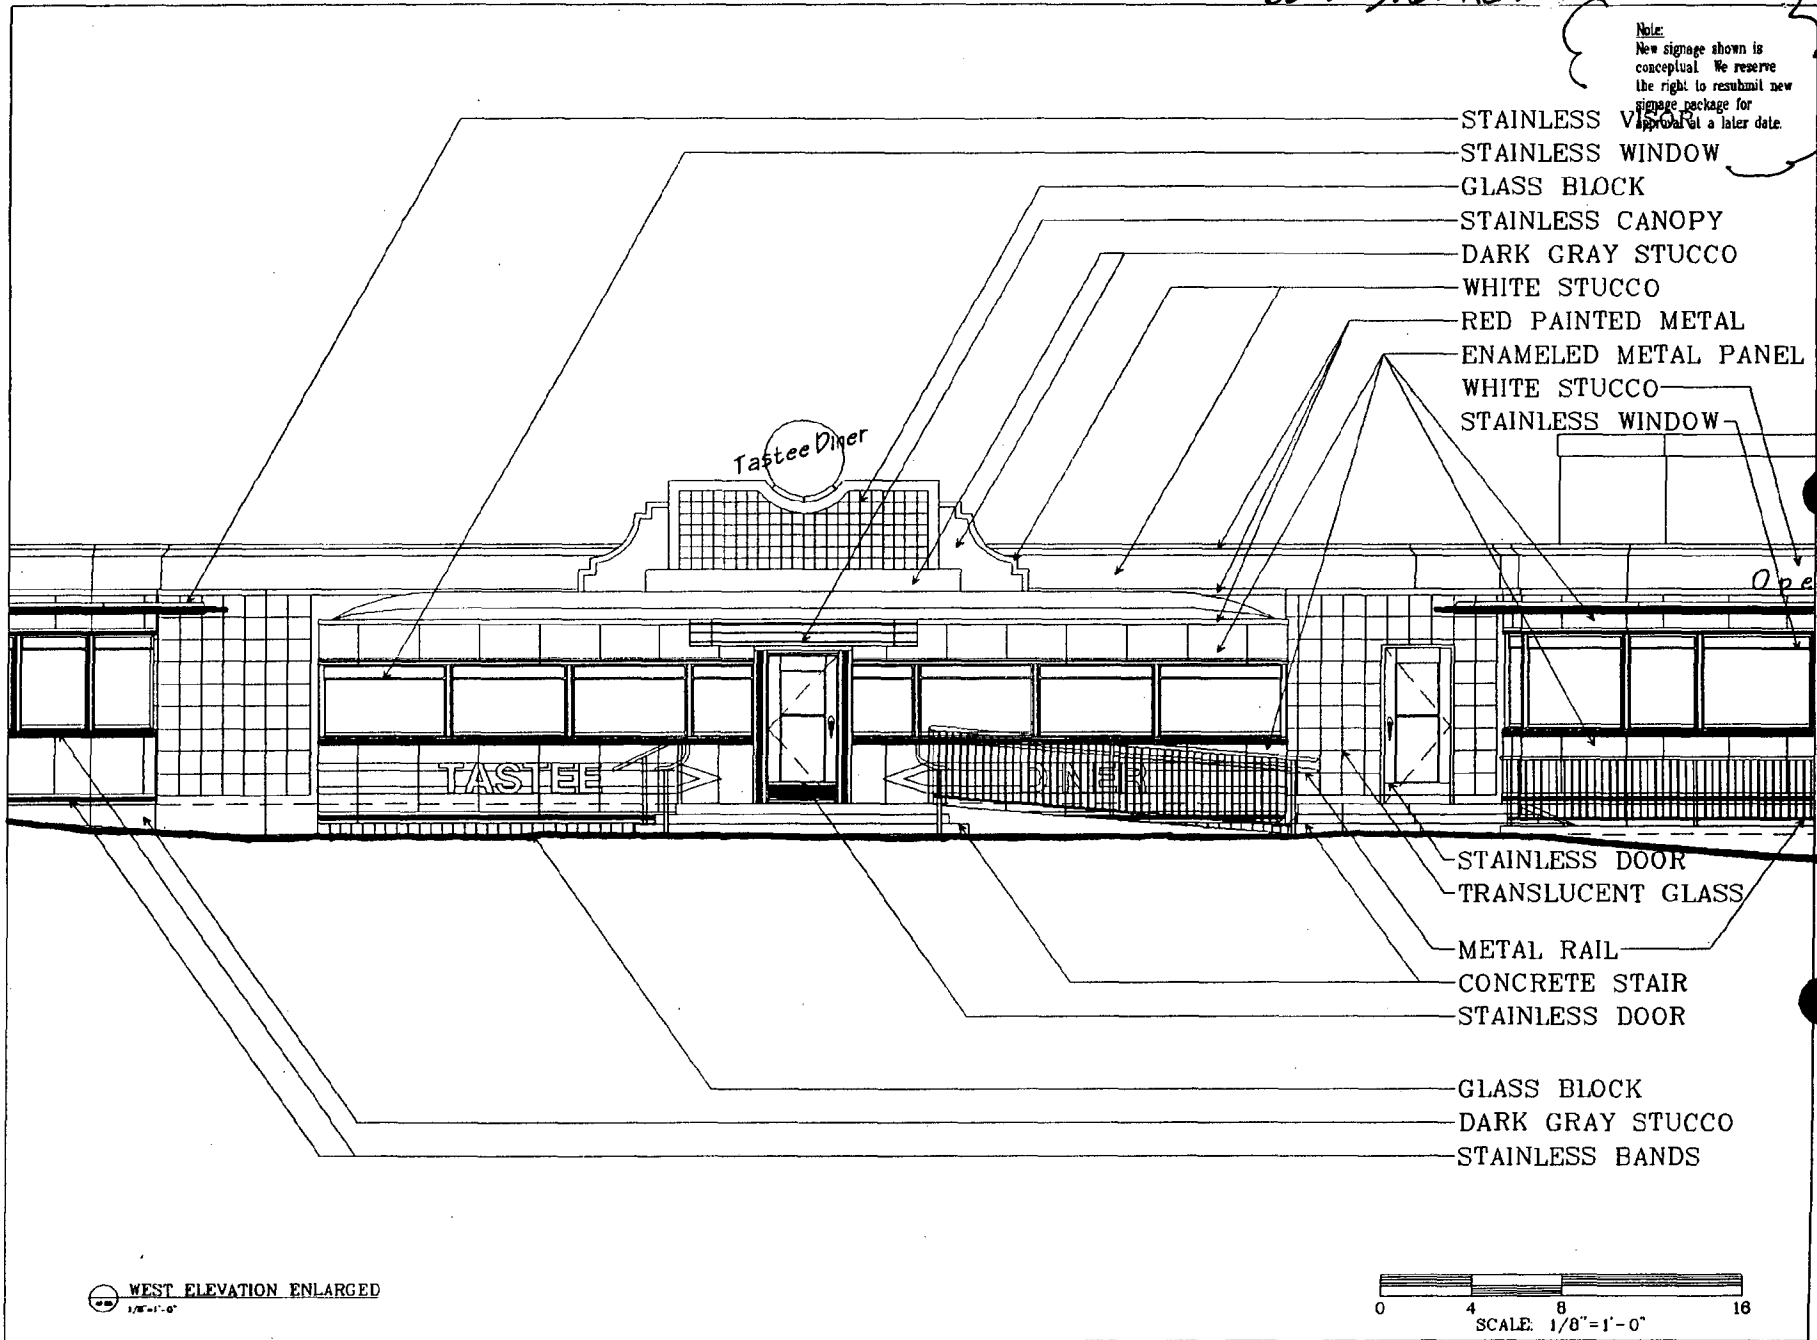 Note:
New signage shown is
conceptual We reserve
the right to resubmit new
signage package for
approval at a later date.
STAINLESS VISOR
STAINLESS WINDOW
GLASS BLOCK
STAINLESS CANOPY
DARK GRAY STUCCO
WHITE STUCCO
RED PAINTED METAL
ENAMELED METAL PANEL
WHITE STUCCO
STAINLESS WINDOW
Tastee Diner
Ope
TASTEE
DINER
STAINLESS DOOR
TRANSLUCENT GLASS
METAL RAIL
CONCRETE STAIR
STAINLESS DOOR
GLASS BLOCK
DARK GRAY STUCCO
STAINLESS BANDS
WEST ELEVATION ENLARGED
1/8"=1'-0"
0 4 8 16
SCALE: 1/8"=1'-0"